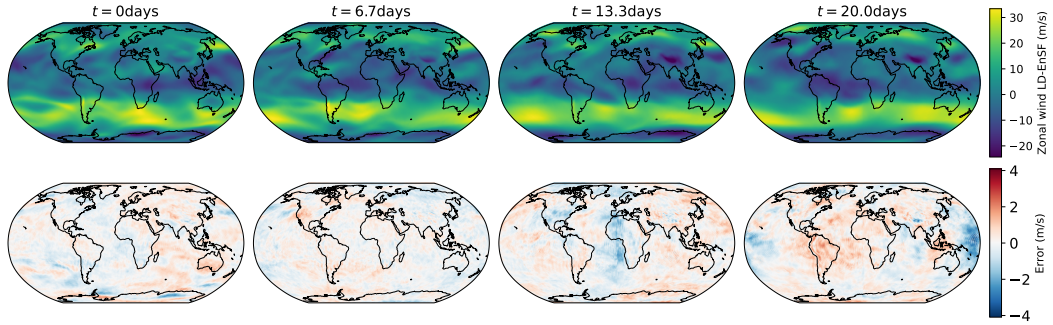 t = 0days
t = 6.7days
t = 13.3days
t = 20.0days
30
20
10
0
−10
−20
Zonal wind LD-EnSF (m/s)
4
2
0
−2
−4
Error (m/s)